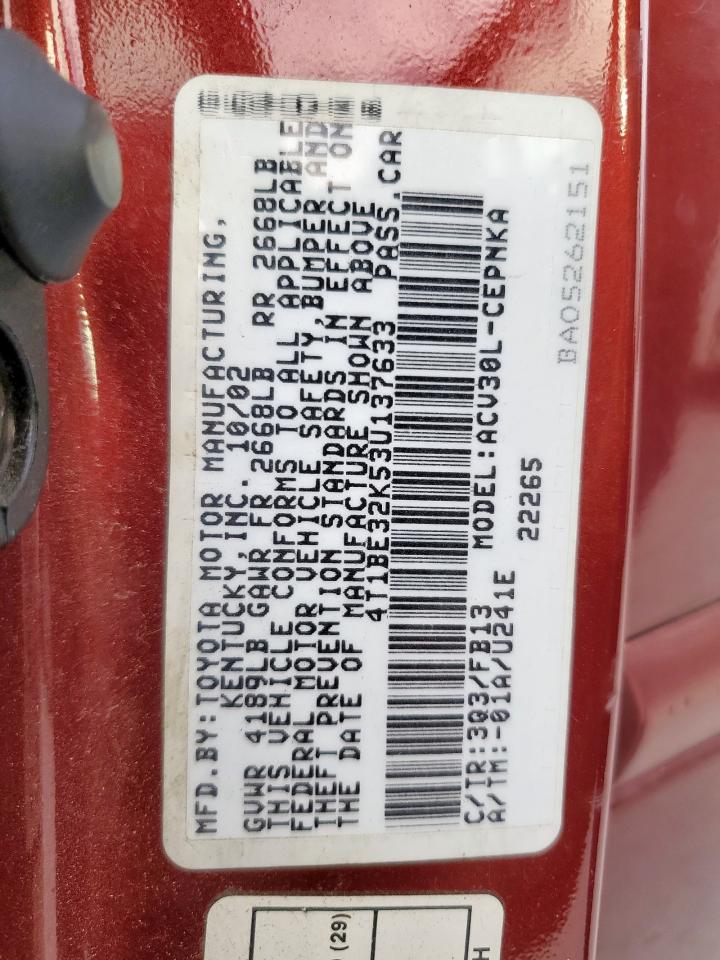 MFD.BY:TOYOTA MOTOR MANUFACTURING,
KENTUCKY,INC. 10/02
GVWR 4189LB GAWR FR 2668LB RR 2668LB
THIS VEHICLE CONFORMS TO ALL APPLICABLE
FEDERAL MOTOR VEHICLE SAFETY,BUMPER AND
THEFT PREVENTION STANDARDS IN EFFECT ON
THE DATE OF MANUFACTURE SHOWN ABOVE
4T1BE32K53U137633 PASS.CAR
C/TR:3Q3/FB13 MODEL:ACV30L-CEPNKA
A/TM:-01A/U241E 22265
BA05262151
(29)
H